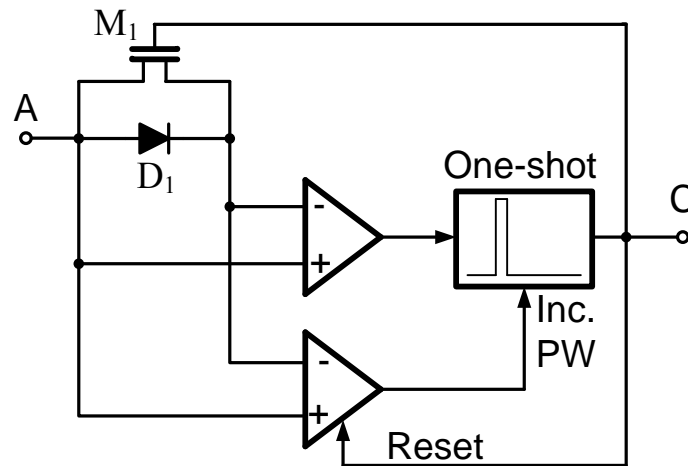 M₁
A
D₁
One-shot
C
-
+
Inc.
PW
-
+
Reset